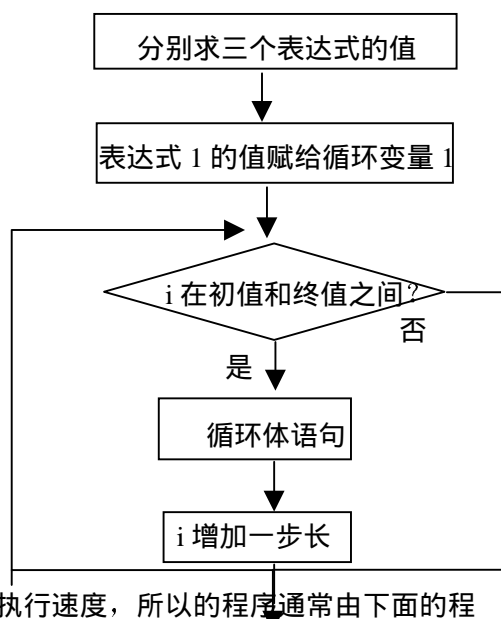 分别求三个表达式的值
表达式 1 的值赋给循环变量 1
i 在初值和终值之间？
否
是
循环体语句
i 增加一步长
执行速度，所以的程序通常由下面的程